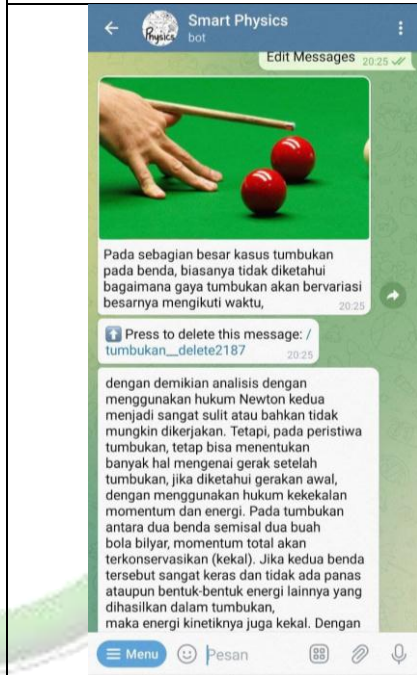 Physics
Smart Physics
bot
Edit Messages 20:25
Pada sebagian besar kasus tumbukan
pada benda, biasanya tidak diketahui
bagaimana gaya tumbukan akan bervariasi
besarnya mengikuti waktu, 20:25
Press to delete this message: /
tumbukan__delete2187 20:25
dengan demikian analisis dengan
menggunakan hukum Newton kedua
menjadi sangat sulit atau bahkan tidak
mungkin dikerjakan. Tetapi, pada peristiwa
tumbukan, tetap bisa menentukan
banyak hal mengenai gerak setelah
tumbukan, jika diketahui gerakan awal,
dengan menggunakan hukum kekekalan
momentum dan energi. Pada tumbukan
antara dua benda semisal dua buah
bola bilyar, momentum total akan
terkonservasikan (kekal). Jika kedua benda
tersebut sangat keras dan tidak ada panas
ataupun bentuk-bentuk energi lainnya yang
dihasilkan dalam tumbukan,
maka energi kinetiknya juga kekal. Dengan
Menu Pesan